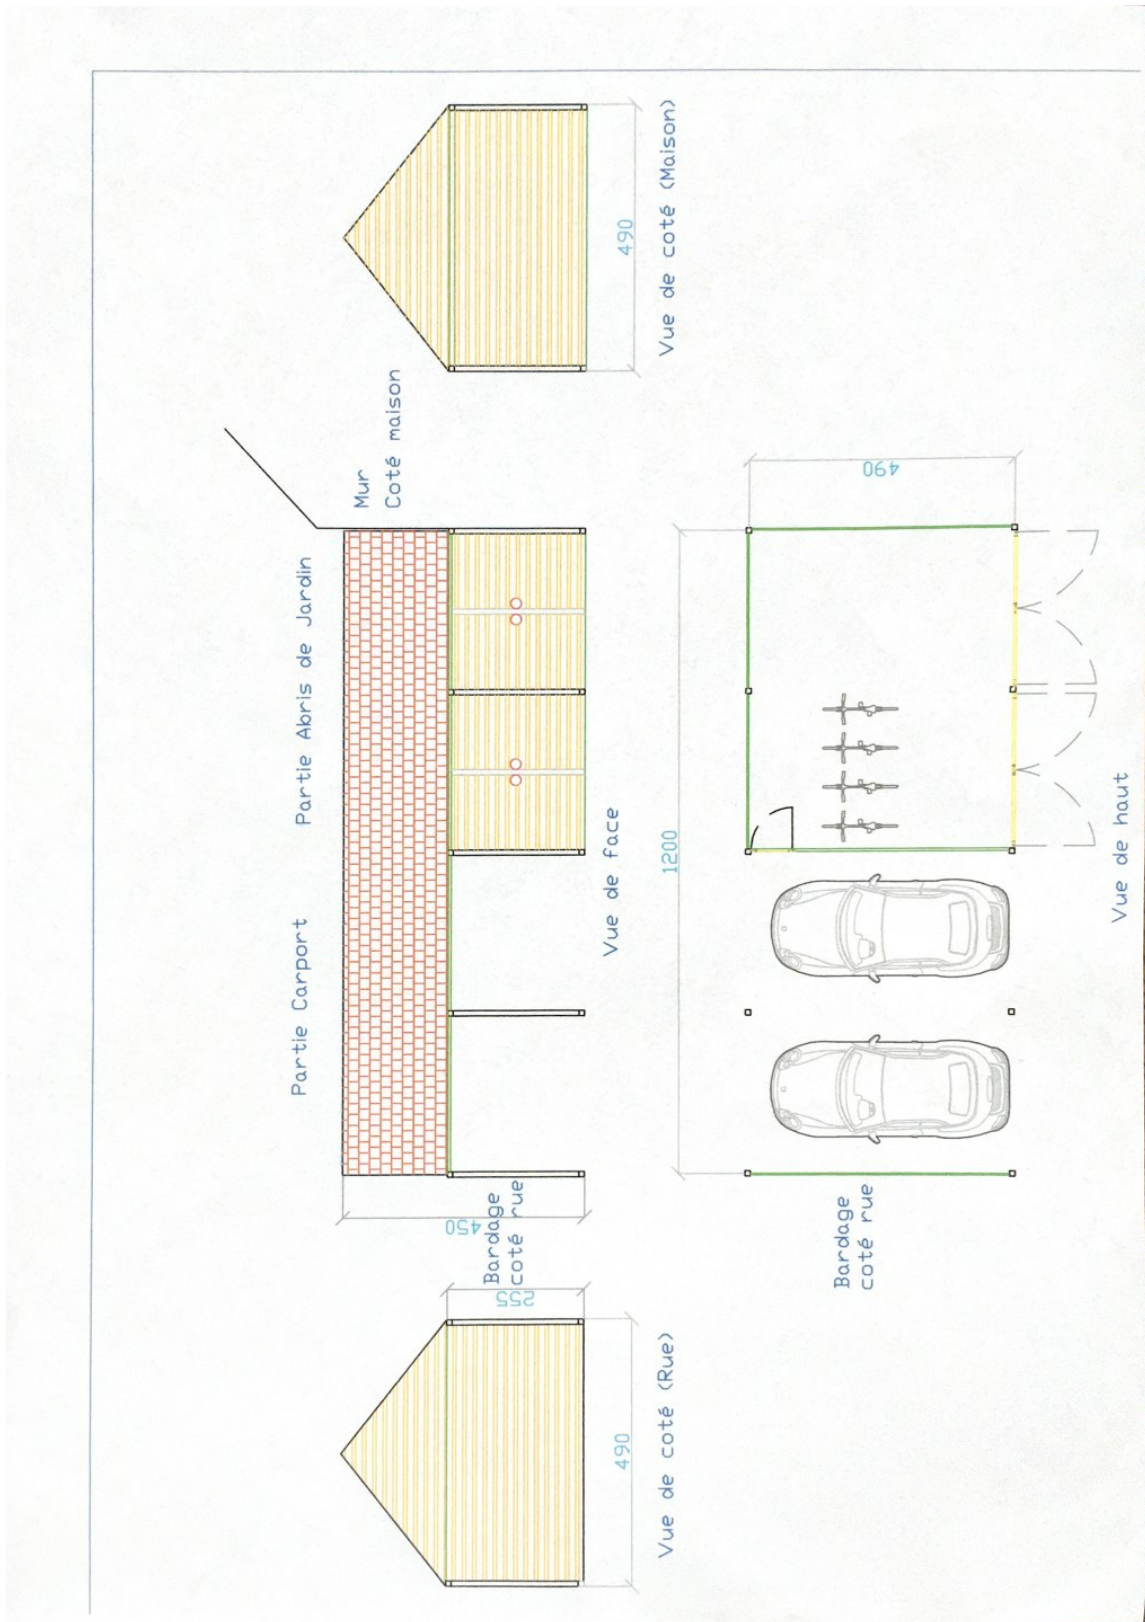 Partie Carport
Partie Abris de Jardin
Mur
Coté maison
450
Bardage
coté rue
255
490
490
Vue de coté (Rue)
Vue de face
Vue de coté (Maison)
1200
490
Bardage
coté rue
Vue de haut